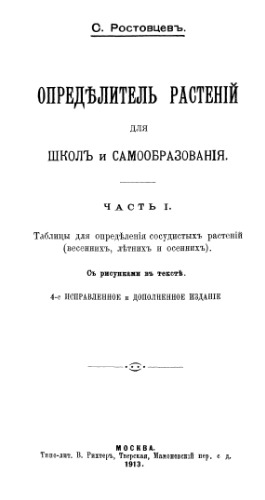 С. Ростовцевъ.
ОПРЕДѢЛИТЕЛЬ РАСТЕНІЙ
ДЛЯ
ШКОЛЪ и САМООБРАЗОВАНІЯ.
ЧАСТЬ I.
Таблицы для опредѣленія сосудистыхъ растеній
(весеннихъ, лѣтнихъ и осеннихъ).
Съ рисунками въ текстѣ.
4-е ИСПРАВЛЕННОЕ и ДОПОЛНЕННОЕ ИЗДАНІЕ
МОСКВА.
Типо-лит. В. Рихтеръ, Тверская, Мамоновскій пер., с. д.
1913.